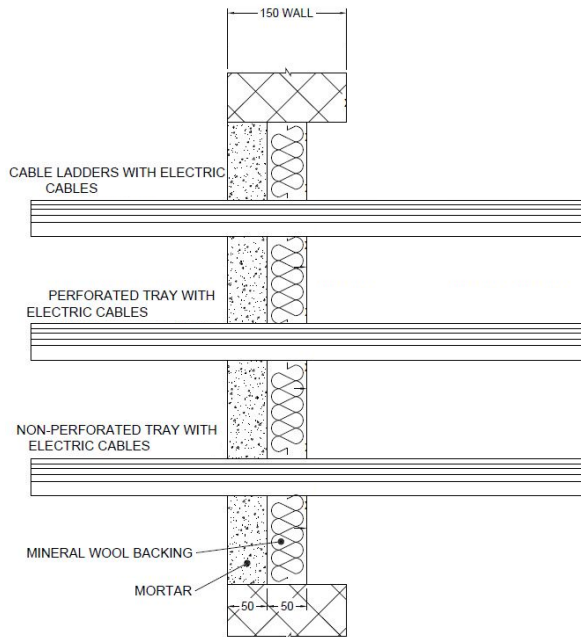 150 WALL
CABLE LADDERS WITH ELECTRIC
CABLES
PERFORATED TRAY WITH
ELECTRIC CABLES
NON-PERFORATED TRAY WITH
ELECTRIC CABLES
MINERAL WOOL BACKING
MORTAR
50 50